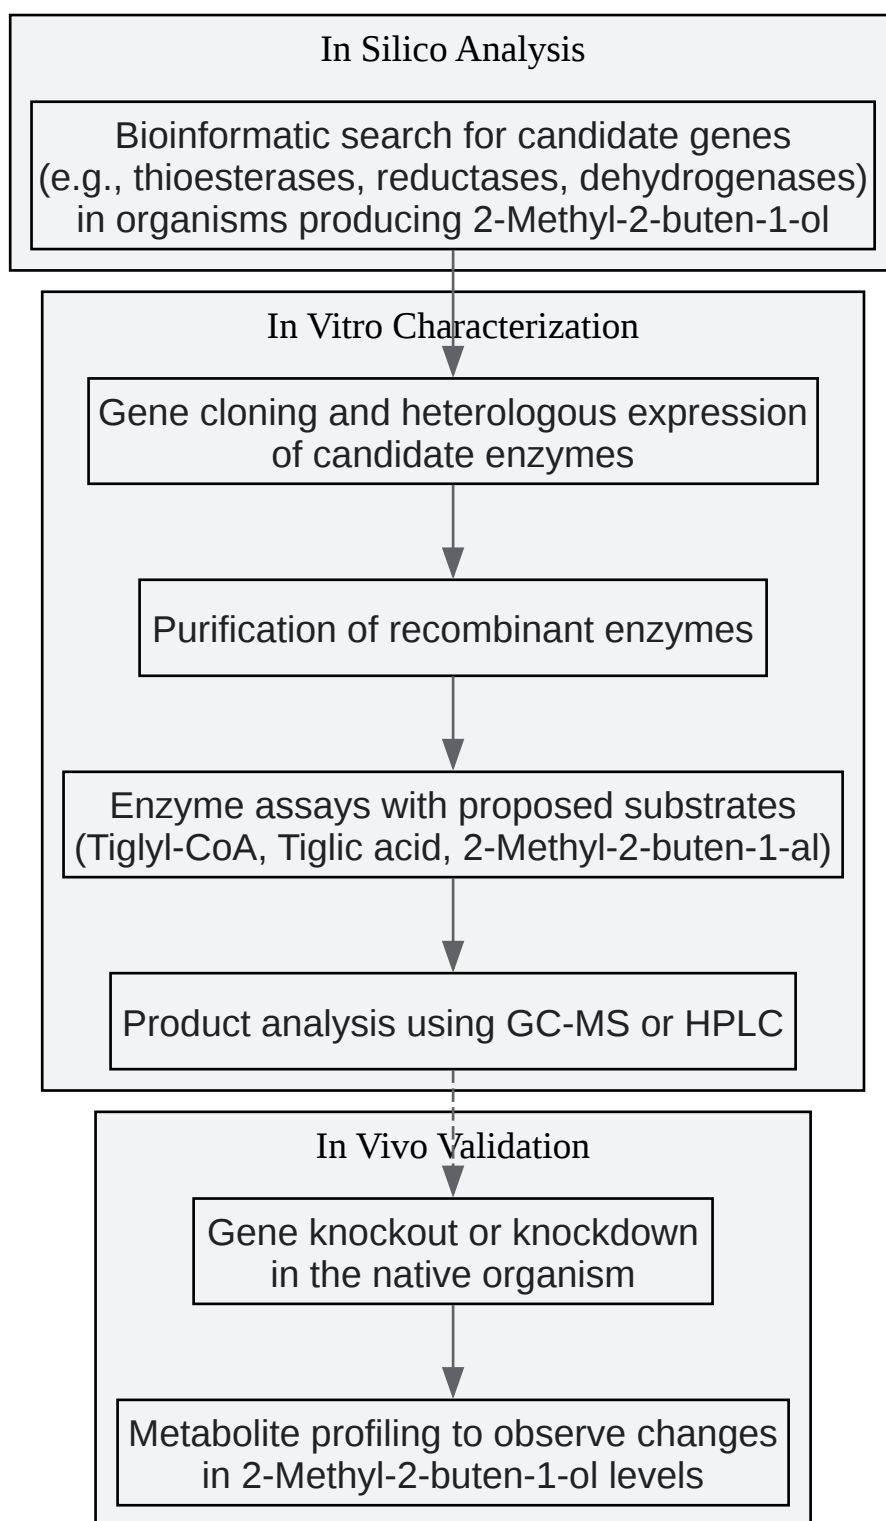 In Silico Analysis
Bioinformatic search for candidate genes
(e.g., thioesterases, reductases, dehydrogenases)
in organisms producing 2-Methyl-2-buten-1-ol
In Vitro Characterization
Gene cloning and heterologous expression
of candidate enzymes
Purification of recombinant enzymes
Enzyme assays with proposed substrates
(Tiglyl-CoA, Tiglic acid, 2-Methyl-2-buten-1-al)
Product analysis using GC-MS or HPLC
In Vivo Validation
Gene knockout or knockdown
in the native organism
Metabolite profiling to observe changes
in 2-Methyl-2-buten-1-ol levels